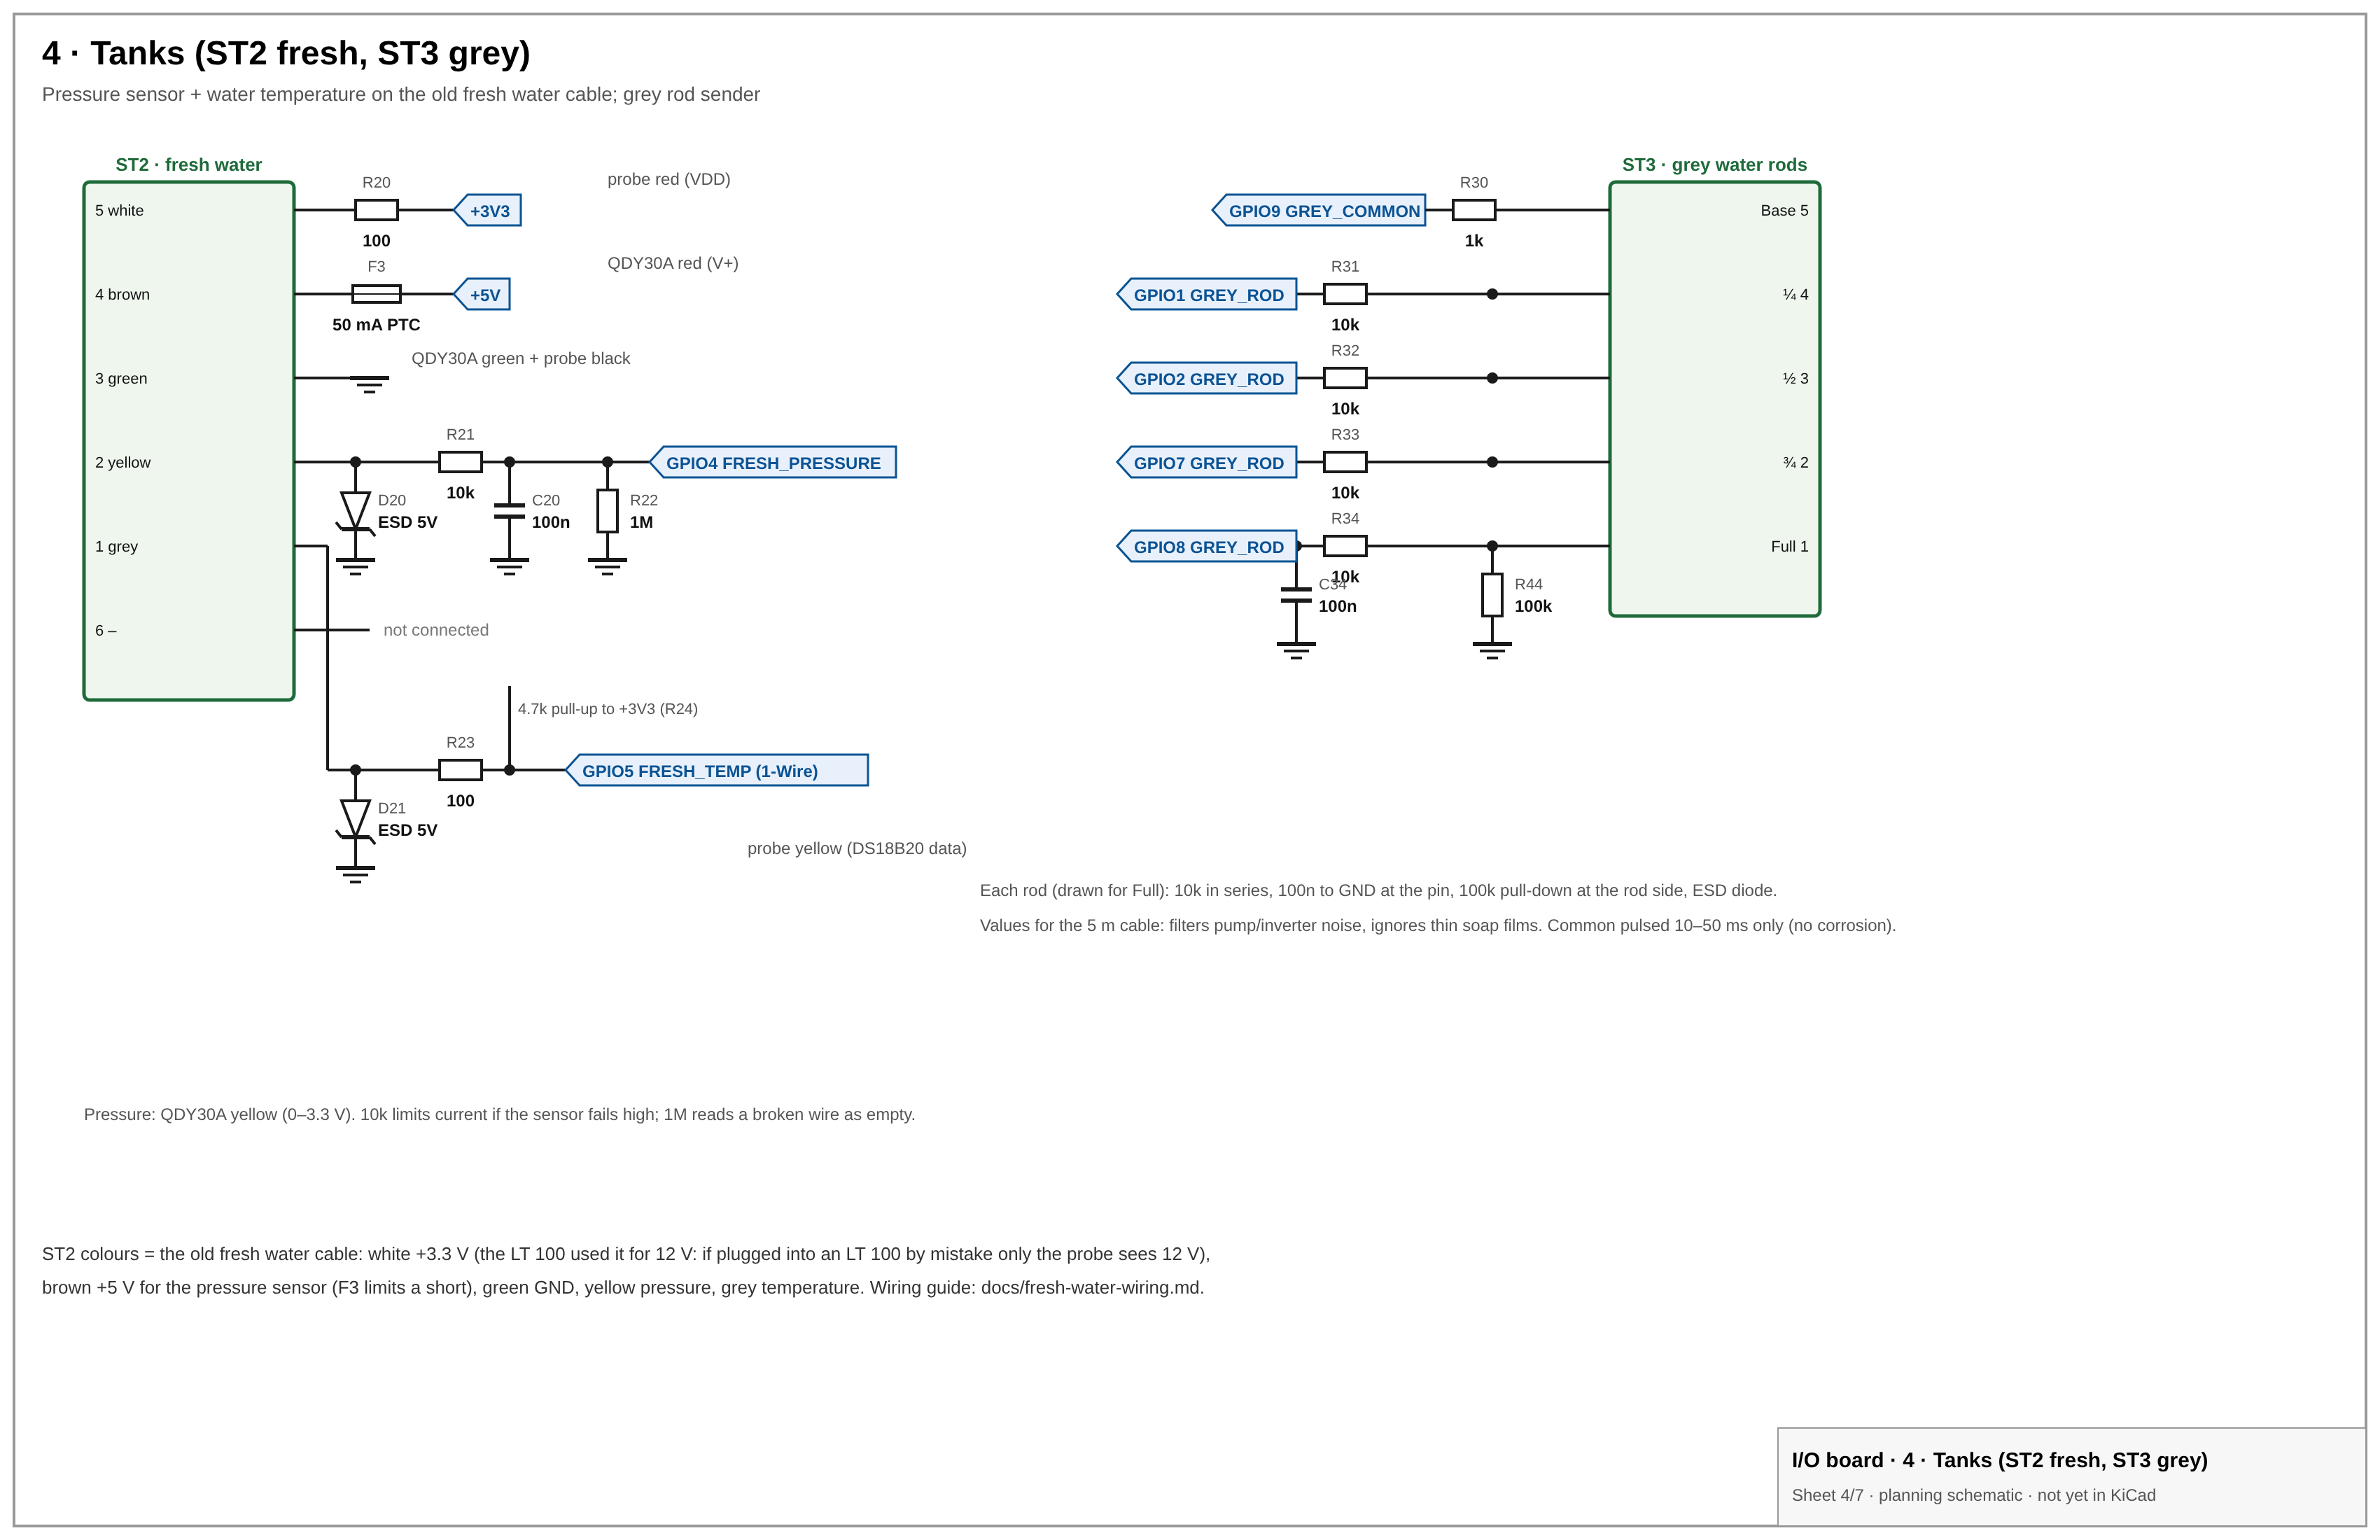 4 · Tanks (ST2 fresh, ST3 grey)
Pressure sensor + water temperature on the old fresh water cable; grey rod sender
ST2 · fresh water
5 white
4 brown
3 green
2 yellow
1 grey
6 –
R20
100
+3V3
probe red (VDD)
F3
50 mA PTC
+5V
QDY30A red (V+)
QDY30A green + probe black
R21
10k
GPIO4 FRESH_PRESSURE
D20
ESD 5V
C20
100n
R22
1M
not connected
4.7k pull-up to +3V3 (R24)
R23
100
GPIO5 FRESH_TEMP (1-Wire)
D21
ESD 5V
probe yellow (DS18B20 data)
ST3 · grey water rods
GPIO9 GREY_COMMON
R30
1k
Base 5
GPIO1 GREY_ROD
R31
10k
¼ 4
GPIO2 GREY_ROD
R32
10k
½ 3
GPIO7 GREY_ROD
R33
10k
¾ 2
GPIO8 GREY_ROD
R34
10k
Full 1
C34
100n
R44
100k
Each rod (drawn for Full): 10k in series, 100n to GND at the pin, 100k pull-down at the rod side, ESD diode.
Values for the 5 m cable: filters pump/inverter noise, ignores thin soap films. Common pulsed 10–50 ms only (no corrosion).
Pressure: QDY30A yellow (0–3.3 V). 10k limits current if the sensor fails high; 1M reads a broken wire as empty.
ST2 colours = the old fresh water cable: white +3.3 V (the LT 100 used it for 12 V: if plugged into an LT 100 by mistake only the probe sees 12 V),
brown +5 V for the pressure sensor (F3 limits a short), green GND, yellow pressure, grey temperature. Wiring guide: docs/fresh-water-wiring.md.
I/O board · 4 · Tanks (ST2 fresh, ST3 grey)
Sheet 4/7 · planning schematic · not yet in KiCad